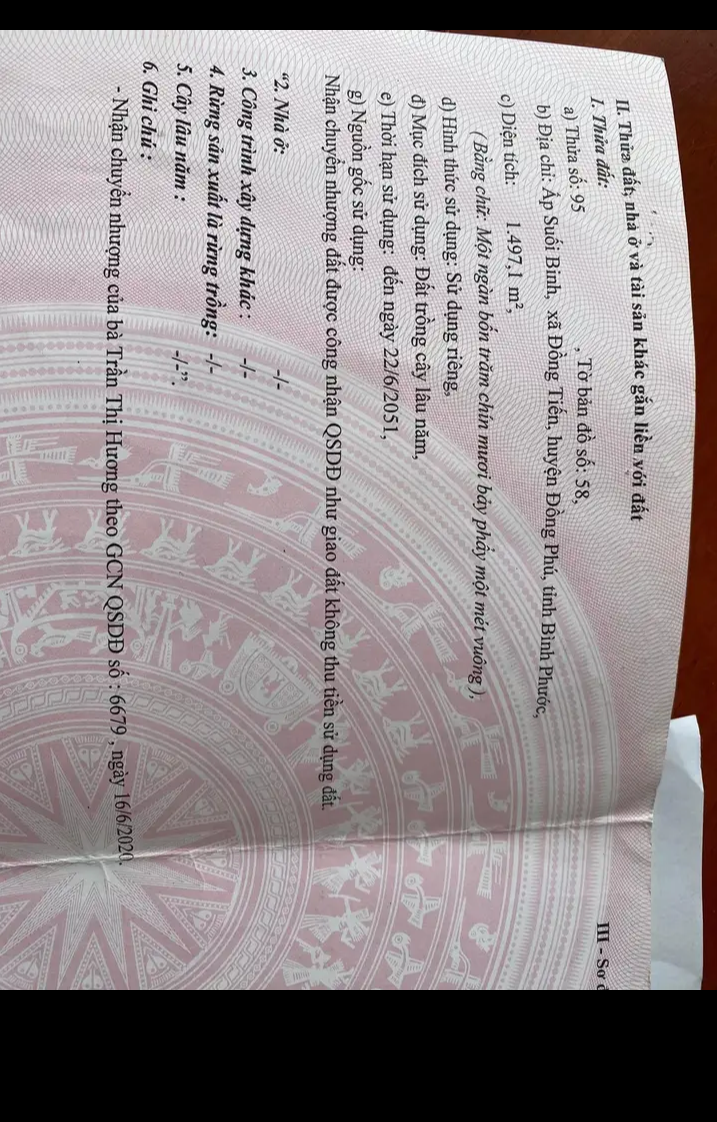 II. Thửa đất, nhà ở và tài sản khác gắn liền với đất
1. Thửa đất:
a) Thửa số: 95 , Tờ bản đồ số: 58,
b) Địa chỉ: Ấp Suối Binh, xã Đồng Tiến, huyện Đồng Phú, tỉnh Bình Phước,
c) Diện tích: 1.497,1 m²,
(Bằng chữ: Một ngàn bốn trăm chín mươi bảy phẩy một mét vuông ),
d) Hình thức sử dụng: Sử dụng riêng,
đ) Mục đích sử dụng: Đất trồng cây lâu năm,
e) Thời hạn sử dụng: đến ngày 22/6/2051,
g) Nguồn gốc sử dụng:
Nhận chuyển nhượng đất được công nhận QSDĐ như giao đất không thu tiền sử dụng đất.
“2. Nhà ở: -/-
3. Công trình xây dựng khác : -/-
4. Rừng sản xuất là rừng trồng: -/-
5. Cây lâu năm : -/-”.
6. Ghi chú :
- Nhận chuyển nhượng của bà Trần Thị Hương theo GCN QSDĐ số : 6679 , ngày 16/6/2020.
III - Sơ đ